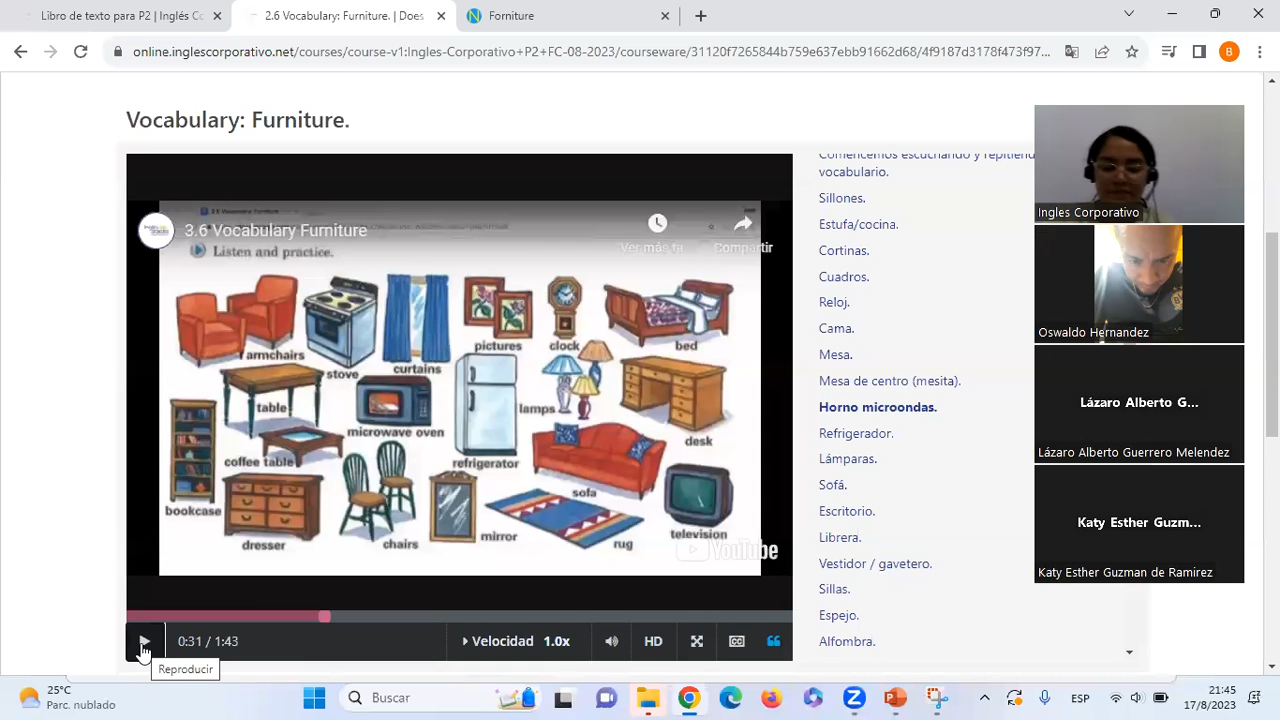 Libro de texto para P2 | Inglés Co
2.6 Vocabulary: Furniture. | Does
Forniture
online.inglescorporativo.net/courses/course-v1:Ingles-Corporativo+P2+FC-08-2023/courseware/31120f7265844b759e637ebb91662d68/4f9187d3178f473f97...
B
Vocabulary: Furniture.
3.6 Vocabulary Furniture
Ver más ta
Compartir
Listen and practice.
armchairs
stove
curtains
pictures
clock
bed
table
microwave oven
lamps
desk
coffee table
refrigerator
sofa
bookcase
dresser
chairs
mirror
rug
television
YouTube
0:31 / 1:43
Velocidad 1.0x
HD
Reproducir
Comencemos escuchando y repitiend
vocabulario.
Sillones.
Estufa/cocina.
Cortinas.
Cuadros.
Reloj.
Cama.
Mesa.
Mesa de centro (mesita).
Horno microondas.
Refrigerador.
Lámparas.
Sofá.
Escritorio.
Librera.
Vestidor / gavetero.
Sillas.
Espejo.
Alfombra.
Ingles Corporativo
Oswaldo Hernandez
Lázaro Alberto G...
Lázaro Alberto Guerrero Melendez
Katy Esther Guzm...
Katy Esther Guzman de Ramirez
25°C
Parc. nublado
Buscar
ESP
21:45
17/8/2023